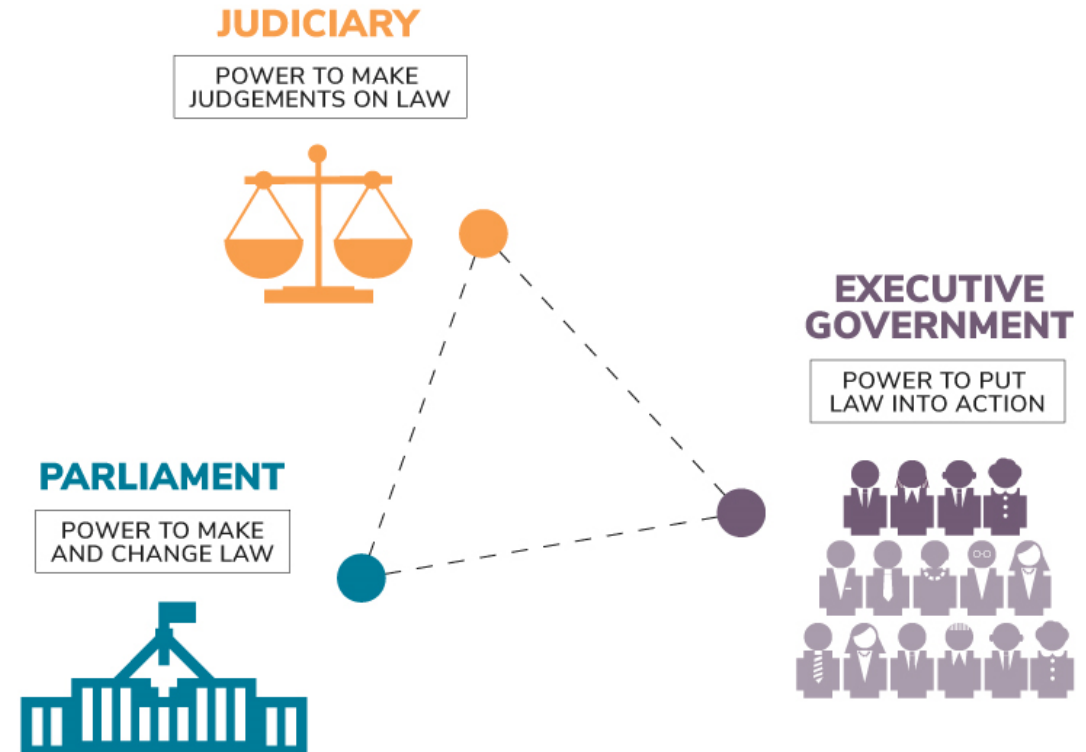 JUDICIARY
POWER TO MAKE
JUDGEMENTS ON LAW
EXECUTIVE
GOVERNMENT
POWER TO PUT
LAW INTO ACTION
PARLIAMENT
POWER TO MAKE
AND CHANGE LAW